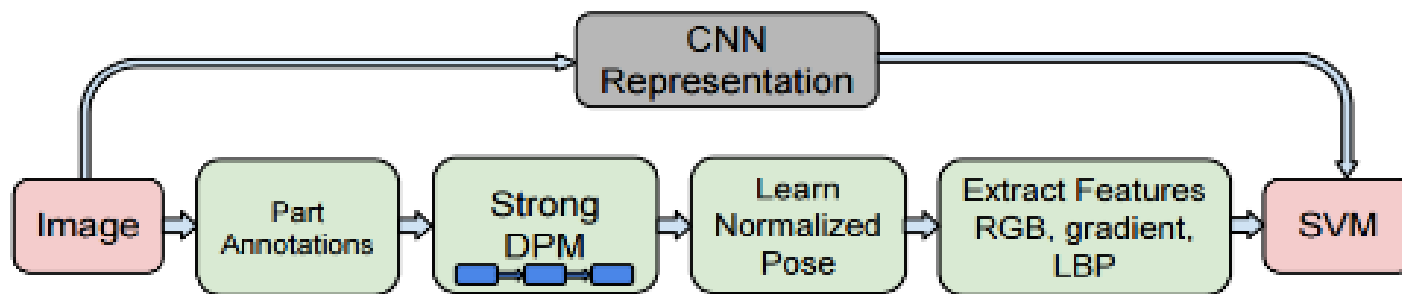 CNN
Representation
Image
Part
Annotations
Strong
DPM
Learn
Normalized
Pose
Extract Features
RGB, gradient,
LBP
SVM